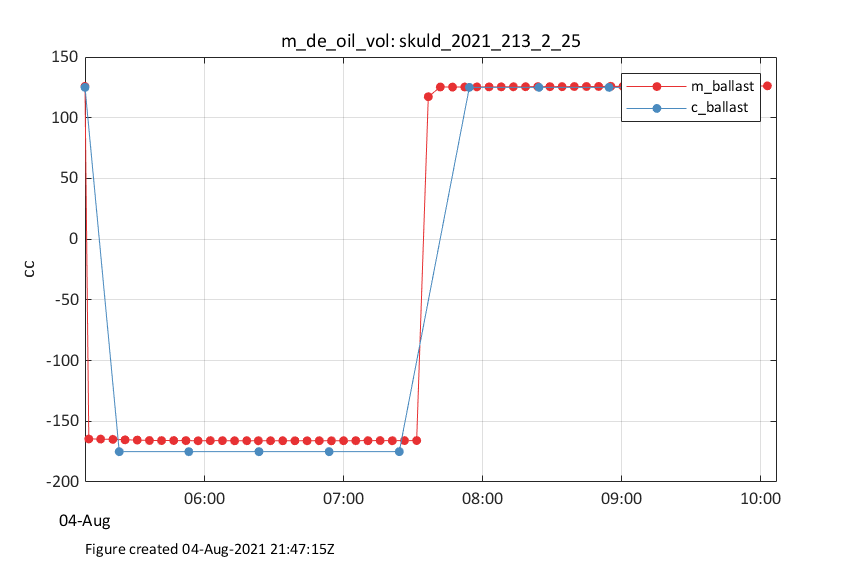 m_de_oil_vol: skuld_2021_213_2_25
150
100
50
0
-50
-100
-150
-200
cc
m_ballast
c_ballast
06:00 07:00 08:00 09:00 10:00
04-Aug
Figure created 04-Aug-2021 21:47:15Z